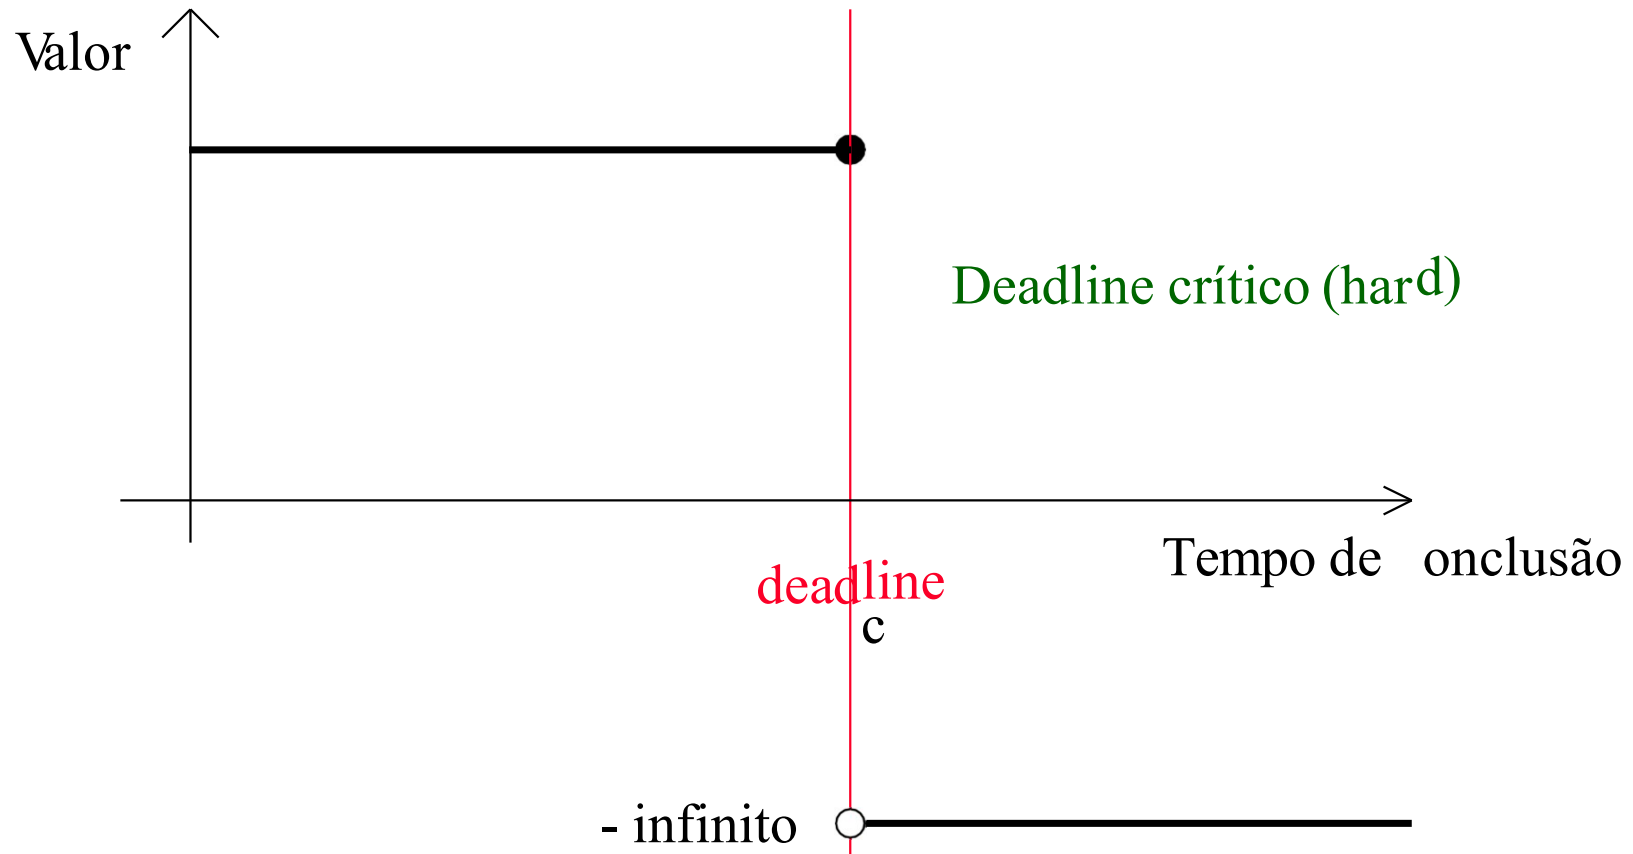 Valor
Deadline crítico (hard)
Tempo de onclusão
deadline
c
- infinito